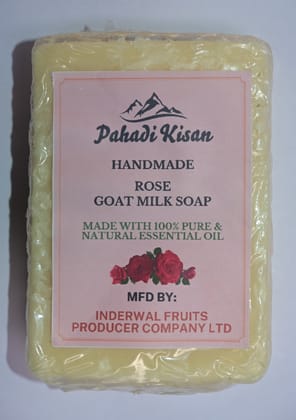 Pahadi Kisan
HANDMADE
ROSE
GOAT MILK SOAP
MADE WITH 100% PURE &
NATURAL ESSENTIAL OIL
MFD BY:
INDERWAL FRUITS
PRODUCER COMPANY LTD